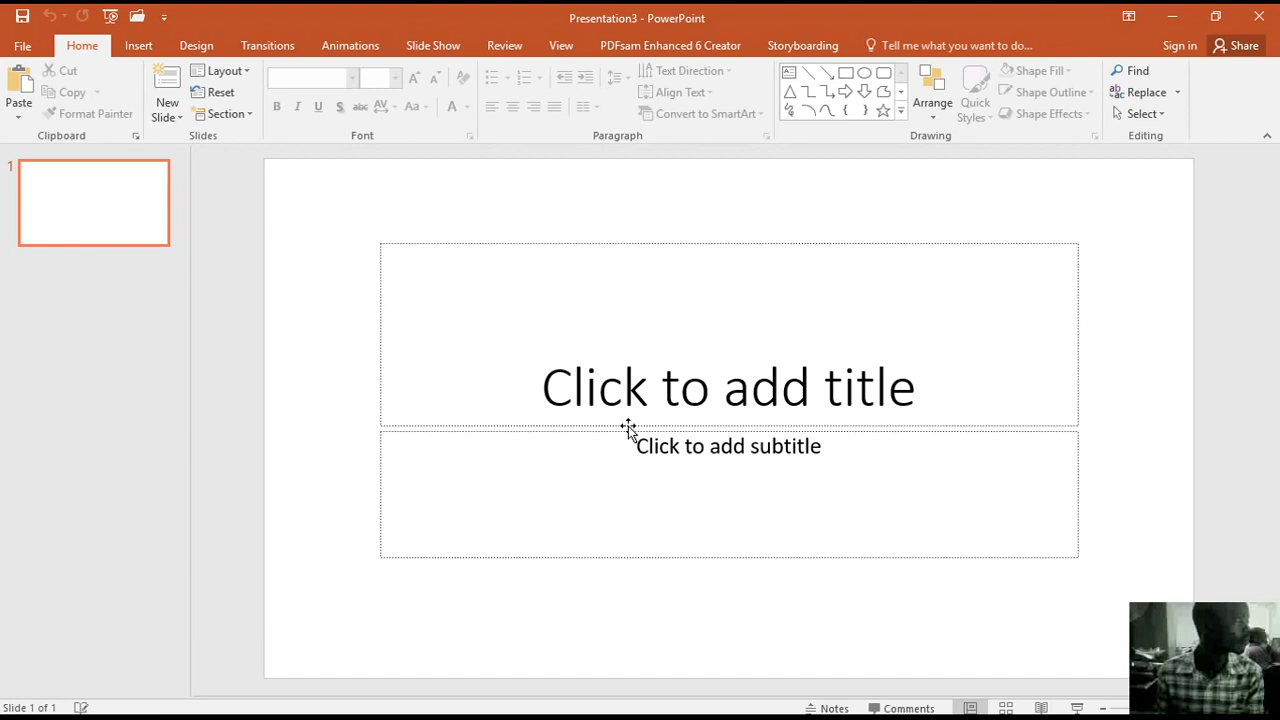 Presentation3 - PowerPoint
File Home Insert Design Transitions Animations Slide Show Review View PDFsam Enhanced 6 Creator Storyboarding Tell me what you want to do... Sign in Share
Paste
Cut
Copy
Format Painter
Clipboard
New Slide
Layout
Reset
Section
Slides
B I U S abc AV Aa A
Font
Text Direction
Align Text
Convert to SmartArt
Paragraph
Arrange
Quick Styles
Shape Fill
Shape Outline
Shape Effects
Drawing
Find
Replace
Select
Editing
1
Click to add title
Click to add subtitle
Slide 1 of 1
Notes
Comments